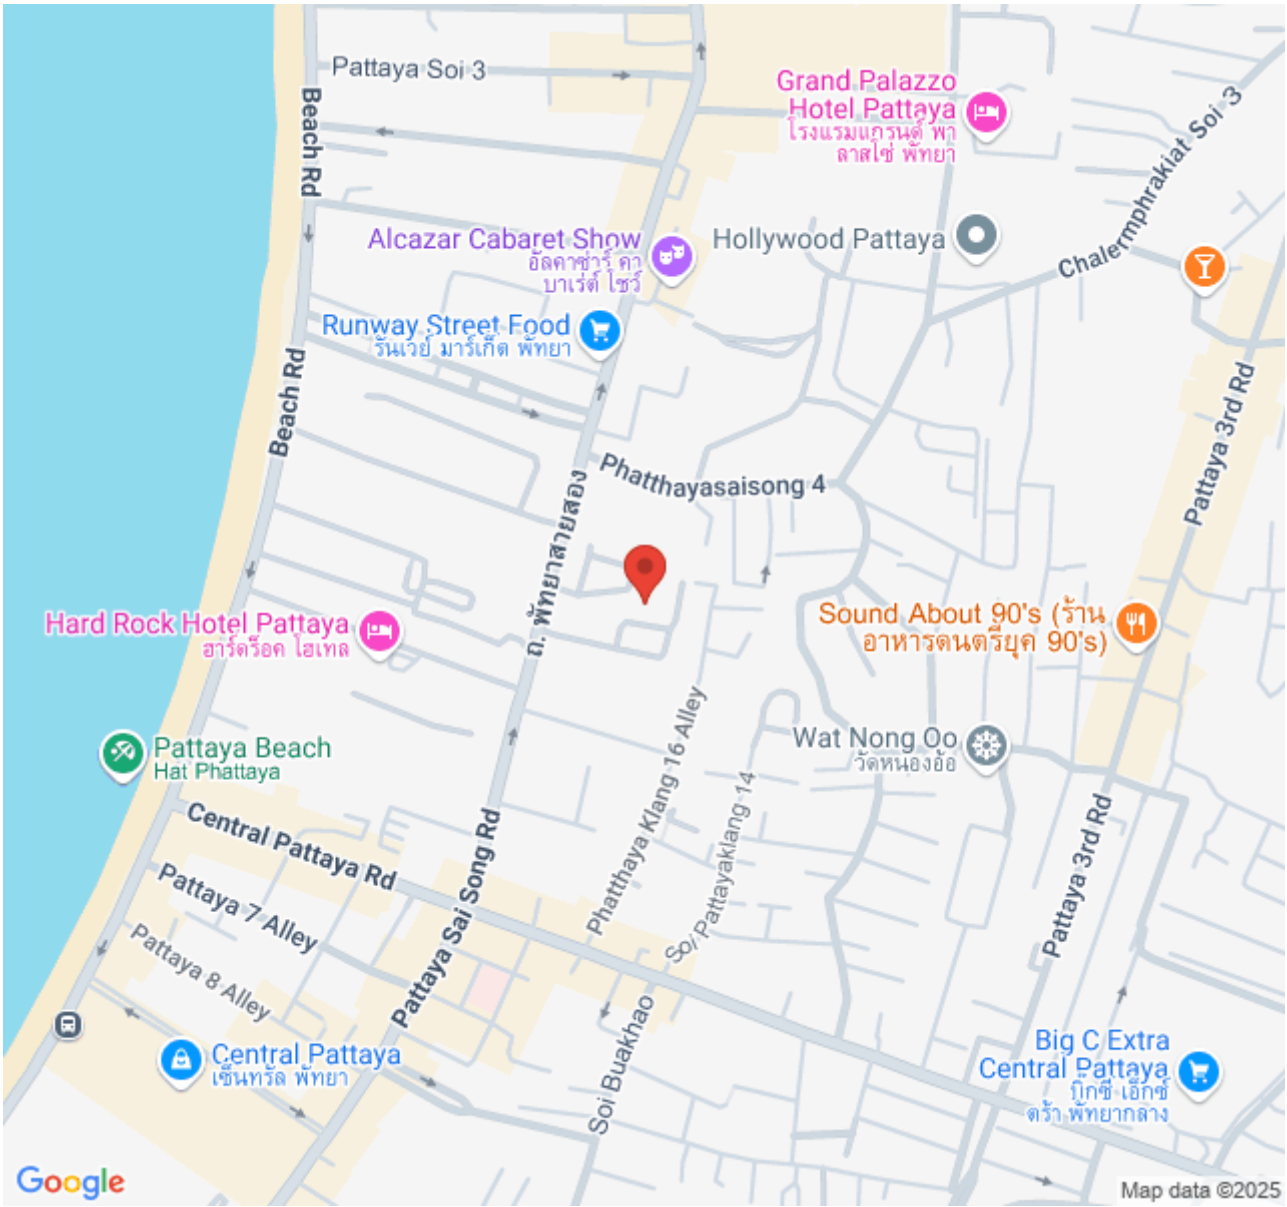 Pattaya Soi 3
Beach Rd
Grand Palazzo
Hotel Pattaya
โรงแรมแกรนด์ พา
ลาสโซ่ พัทยา
Chalermphrakiat Soi 3
Alcazar Cabaret Show
อัลคาซ่าร์ คา
บาเร่ต์ โชว์
Hollywood Pattaya
Runway Street Food
รันเวย์ มาร์เก็ต พัทยา
Beach Rd
Pattaya 3rd Rd
Phatthayasaisong 4
ถ. พัทยาสายสอง
Hard Rock Hotel Pattaya
ฮาร์ดร็อค โฮเทล
Sound About 90's (ร้าน
อาหารดนตรียุค 90's)
Pattaya Beach
Hat Phattaya
Phatthaya Klang 16 Alley
Wat Nong Oo
วัดหนองอ้อ
Soi Pattayaklang 14
Central Pattaya Rd
Pattaya Sai Song Rd
Pattaya 3rd Rd
Pattaya 7 Alley
Pattaya 8 Alley
Soi Buakhao
Central Pattaya
เซ็นทรัล พัทยา
Big C Extra
Central Pattaya
บิ๊กซี เอ็กซ์
ตร้า พัทยากลาง
Google
Map data ©2025